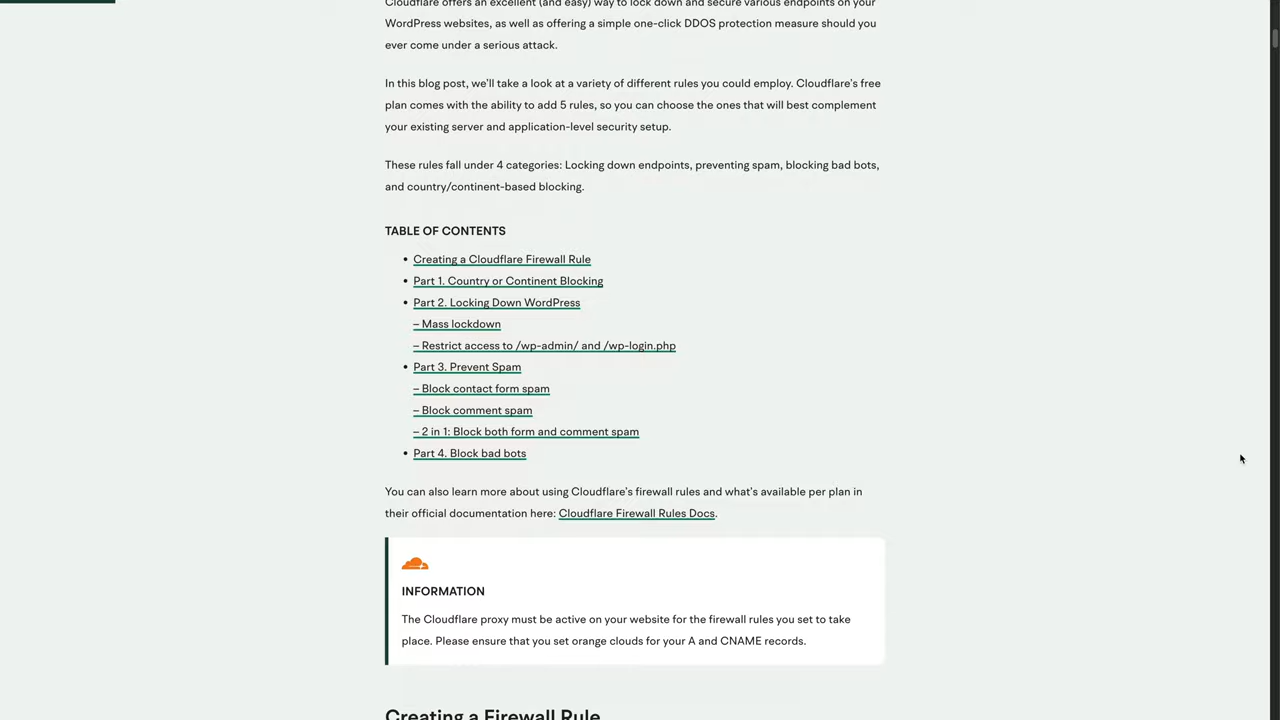 Cloudflare offers an excellent (and easy) way to lock down and secure various endpoints on your
WordPress websites, as well as offering a simple one-click DDOS protection measure should you
ever come under a serious attack.
In this blog post, we'll take a look at a variety of different rules you could employ. Cloudflare's free
plan comes with the ability to add 5 rules, so you can choose the ones that will best complement
your existing server and application-level security setup.
These rules fall under 4 categories: Locking down endpoints, preventing spam, blocking bad bots,
and country/continent-based blocking.
TABLE OF CONTENTS
• Creating a Cloudflare Firewall Rule
• Part 1. Country or Continent Blocking
• Part 2. Locking Down WordPress
– Mass lockdown
– Restrict access to /wp-admin/ and /wp-login.php
• Part 3. Prevent Spam
– Block contact form spam
– Block comment spam
– 2 in 1: Block both form and comment spam
• Part 4. Block bad bots
You can also learn more about using Cloudflare's firewall rules and what's available per plan in
their official documentation here: Cloudflare Firewall Rules Docs.
INFORMATION
The Cloudflare proxy must be active on your website for the firewall rules you set to take
place. Please ensure that you set orange clouds for your A and CNAME records.
Creating a Firewall Rule